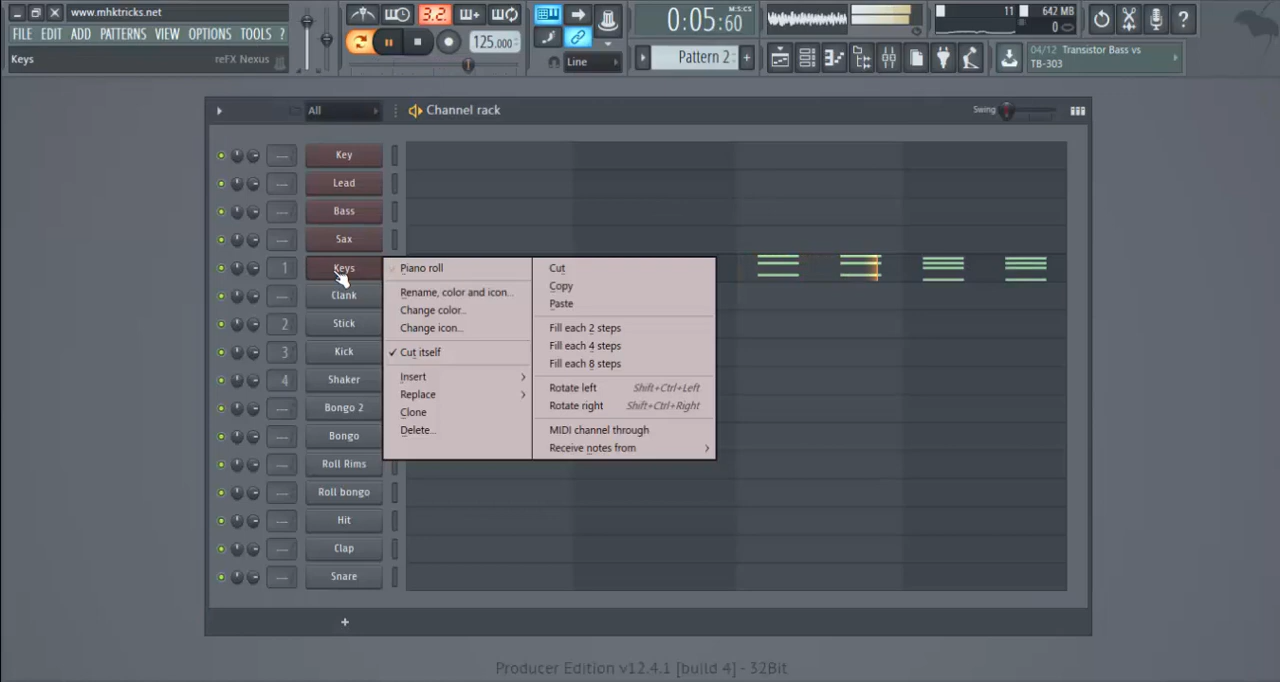 www.mhktricks.net
FILE EDIT ADD PATTERNS VIEW OPTIONS TOOLS ?
Keys reFX Nexus
3.2.
125.000
Line
0:05:60
M:S:CS
Pattern 2
11
642 MB
0
04/12 Transistor Bass vs
TB-303
All
Channel rack
Swing
Key
Lead
Bass
Sax
1 Keys
Clank
2 Stick
3 Kick
4 Shaker
Bongo 2
Bongo
Roll Rims
Roll bongo
Hit
Clap
Snare
+
Piano roll
Rename, color and icon...
Change color...
Change icon...
Cut itself
Insert
Replace
Clone
Delete...
Cut
Copy
Paste
Fill each 2 steps
Fill each 4 steps
Fill each 8 steps
Rotate left Shift+Ctrl+Left
Rotate right Shift+Ctrl+Right
MIDI channel through
Receive notes from
Producer Edition v12.4.1 [build 4] - 32Bit